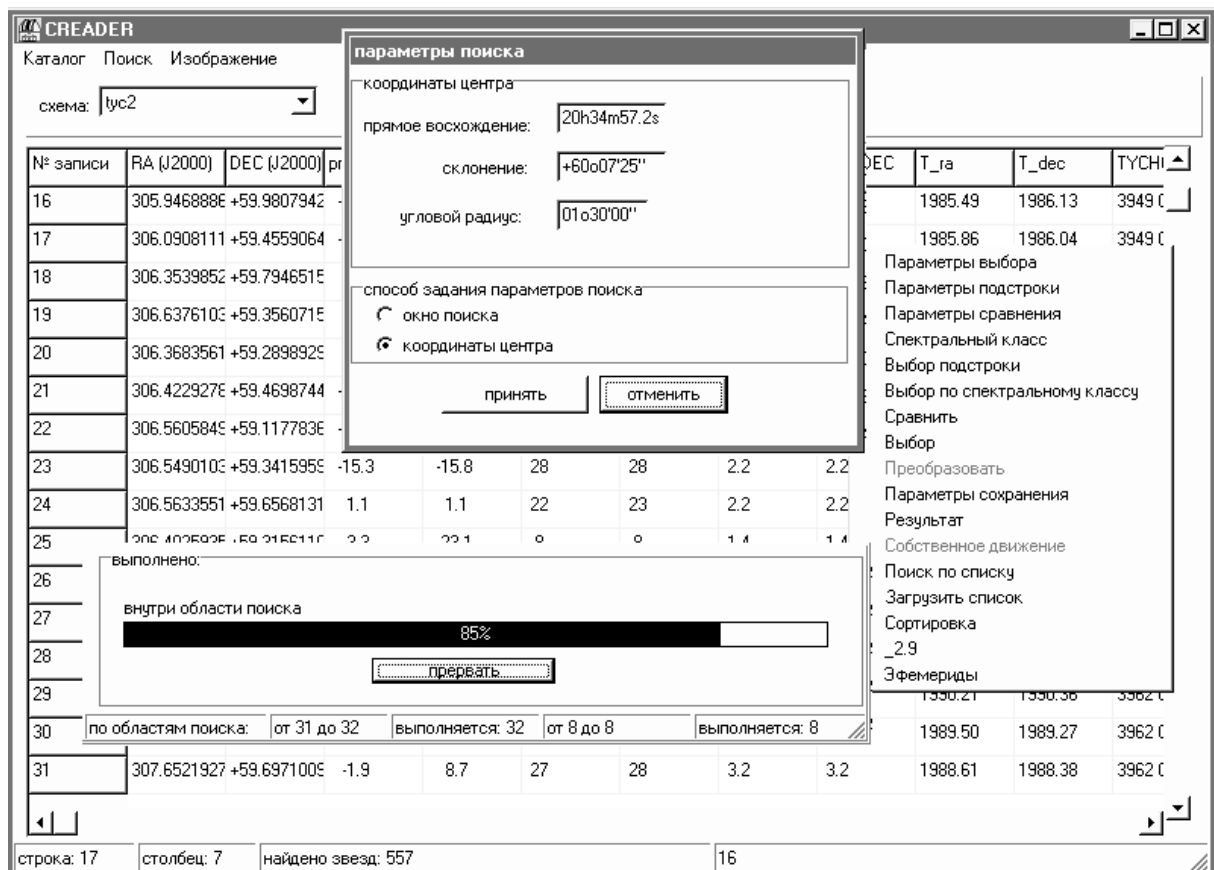 CREADER
Каталог Поиск Изображение
схема: tyc2
параметры поиска
координаты центра
прямое восхождение: 20h34m57.2s
склонение: +60o07'25''
угловой радиус: 01o30'00''
способ задания параметров поиска
окно поиска
координаты центра
принять отменить
№ записи RA (J2000) DEC (J2000) T_ra T_dec
16 305.9468886 +59.9807942 1985.49 1986.13 3949
17 306.0908111 +59.4559064 1985.86 1986.04 3949
18 306.3539852 +59.7946515
19 306.6376103 +59.3560715
20 306.3683561 +59.2898925
21 306.4229278 +59.4698744
22 306.5605849 +59.1177836
23 306.5490103 +59.3415959 -15.3 -15.8 28 28 2.2 2.2
24 306.5633551 +59.6568131 1.1 1.1 22 23 2.2 2.2
25
26
27
28
29
30 1989.50 1989.27 3962
31 307.6521927 +59.6971009 -1.9 8.7 27 28 3.2 3.2 1988.61 1988.38 3962
Параметры выбора
Параметры подстроки
Параметры сравнения
Спектральный класс
Выбор подстроки
Выбор по спектральному классу
Сравнить
Выбор
Преобразовать
Параметры сохранения
Результат
Собственное движение
Поиск по списку
Загрузить список
Сортировка
_2.9
Эфемериды
выполнено:
внутри области поиска
85%
прервать
по областям поиска: от 31 до 32 выполняется: 32 от 8 до 8 выполняется: 8
строка: 17 столбец: 7 найдено звезд: 557 16